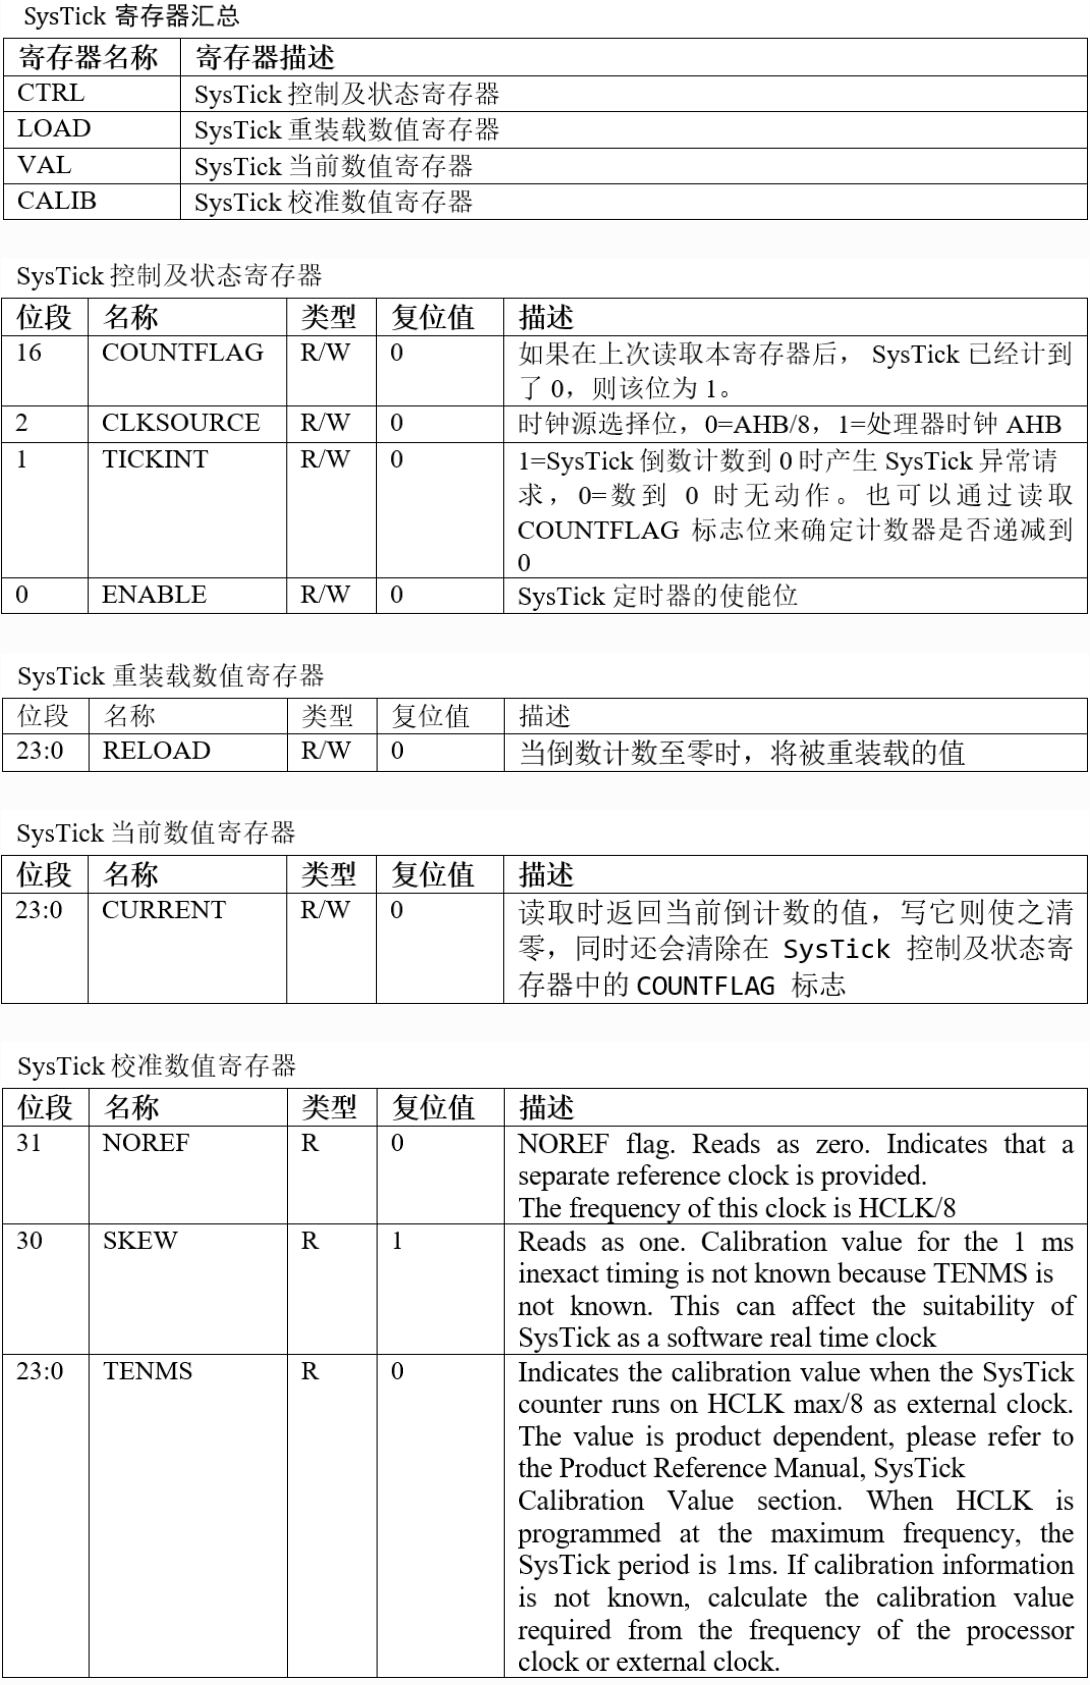 SysTick 寄存器汇总
寄存器名称 寄存器描述
CTRL SysTick 控制及状态寄存器
LOAD SysTick 重装载数值寄存器
VAL SysTick 当前数值寄存器
CALIB SysTick 校准数值寄存器
SysTick 控制及状态寄存器
位段 名称 类型 复位值 描述
16 COUNTFLAG R/W 0 如果在上次读取本寄存器后， SysTick 已经计到
了 0，则该位为 1。
2 CLKSOURCE R/W 0 时钟源选择位，0=AHB/8，1=处理器时钟 AHB
1 TICKINT R/W 0 1=SysTick 倒数计数到 0 时产生 SysTick 异常请
求，0=数到 0 时无动作。也可以通过读取
COUNTFLAG 标志位来确定计数器是否递减到
0
0 ENABLE R/W 0 SysTick 定时器的使能位
SysTick 重装载数值寄存器
位段 名称 类型 复位值 描述
23:0 RELOAD R/W 0 当倒数计数至零时，将被重装载的值
SysTick 当前数值寄存器
位段 名称 类型 复位值 描述
23:0 CURRENT R/W 0 读取时返回当前倒计数的值，写它则使之清
零，同时还会清除在 SysTick 控制及状态寄
存器中的 COUNTFLAG 标志
SysTick 校准数值寄存器
位段 名称 类型 复位值 描述
31 NOREF R 0 NOREF flag. Reads as zero. Indicates that a
separate reference clock is provided.
The frequency of this clock is HCLK/8
30 SKEW R 1 Reads as one. Calibration value for the 1 ms
inexact timing is not known because TENMS is
not known. This can affect the suitability of
SysTick as a software real time clock
23:0 TENMS R 0 Indicates the calibration value when the SysTick
counter runs on HCLK max/8 as external clock.
The value is product dependent, please refer to
the Product Reference Manual, SysTick
Calibration Value section. When HCLK is
programmed at the maximum frequency, the
SysTick period is 1ms. If calibration information
is not known, calculate the calibration value
required from the frequency of the processor
clock or external clock.